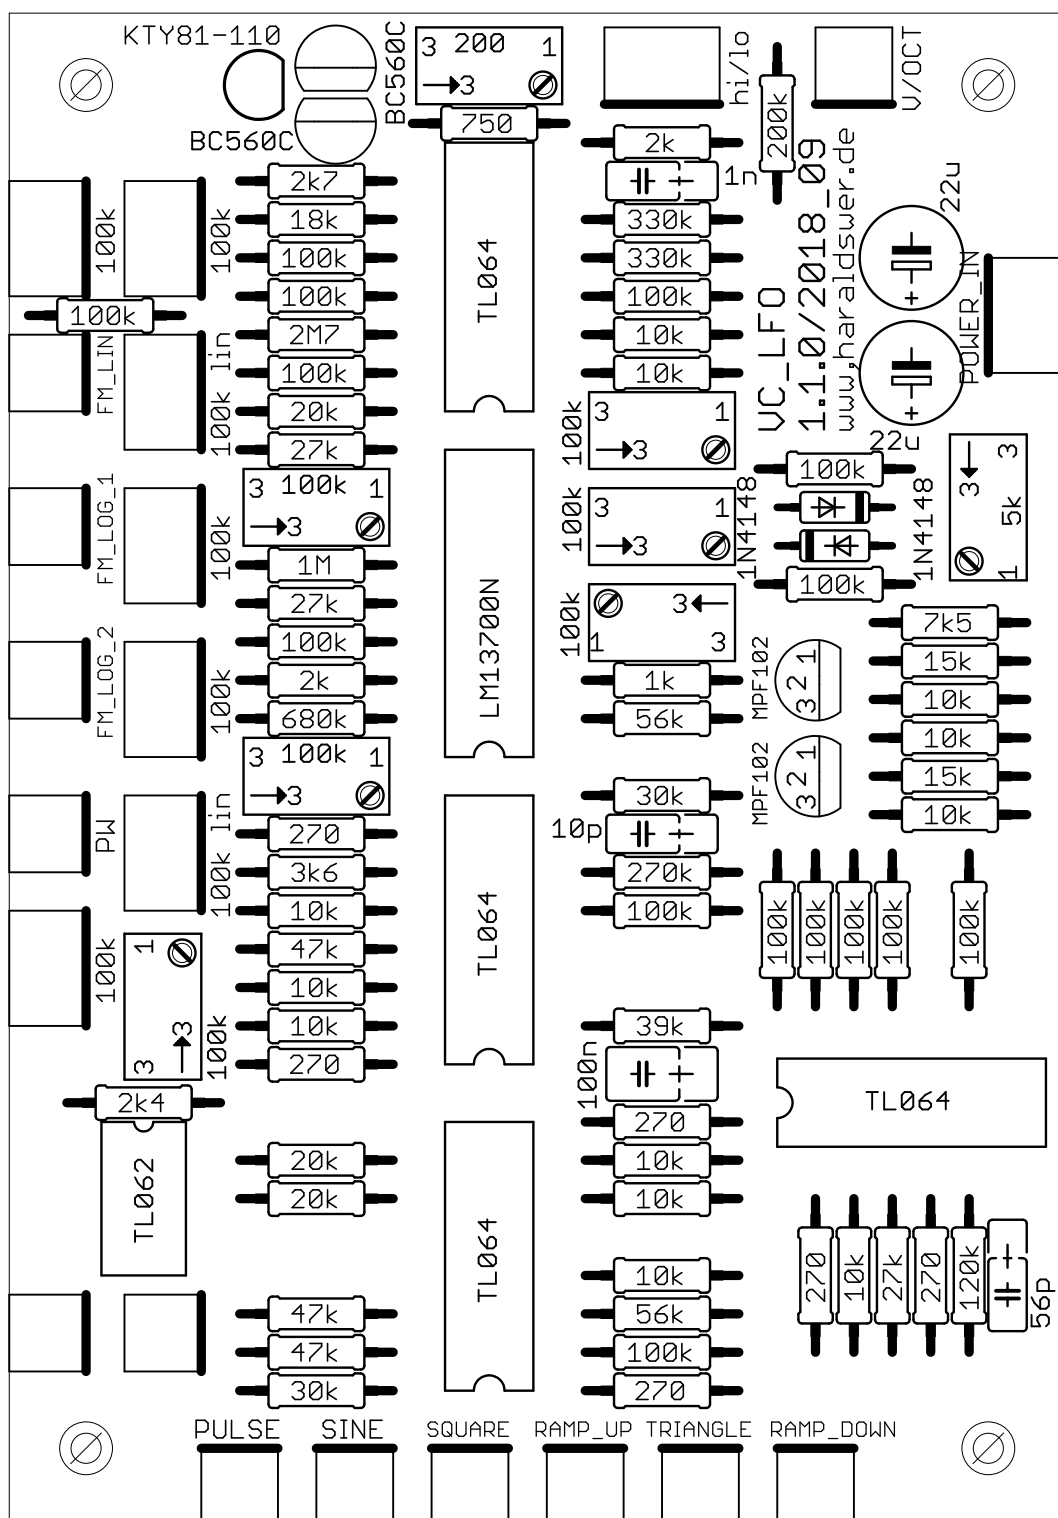 KTY81-110
BC560C
BC560C
3 200 1
3
750
hi/lo
V/OCT
200k
2k
1n
330k
330k
100k
10k
10k
VC_LFO
1.1.0/2018_09
www.haraldswer.de
22u
22u
POWER_IN
2k7
18k
100k
100k
2M7
100k
20k
27k
TL064
100k
100k
100k
FM_LIN
100k lin
FM_LOG_1
100k
FM_LOG_2
100k
PW
100k lin
100k
3 100k 1
3
1M
27k
100k
2k
680k
3 100k 1
3
270
3k6
10k
47k
10k
10k
270
LM13700N
100k
3 1
3
100k
3 1
3
100k
3
1 3
1k
56k
100k
1N4148
1N4148
100k
3
3
5k
1
7k5
15k
10k
10k
15k
10k
MPF102
3 2 1
MPF102
3 2 1
30k
10p
270k
100k
TL064
100k
100k
100k
100k
100k
1
3
3
100k
2k4
TL062
39k
100n
270
10k
10k
TL064
20k
20k
TL064
10k
56k
100k
270
270
10k
27k
270
120k
56p
47k
47k
30k
PULSE
SINE
SQUARE
RAMP_UP
TRIANGLE
RAMP_DOWN